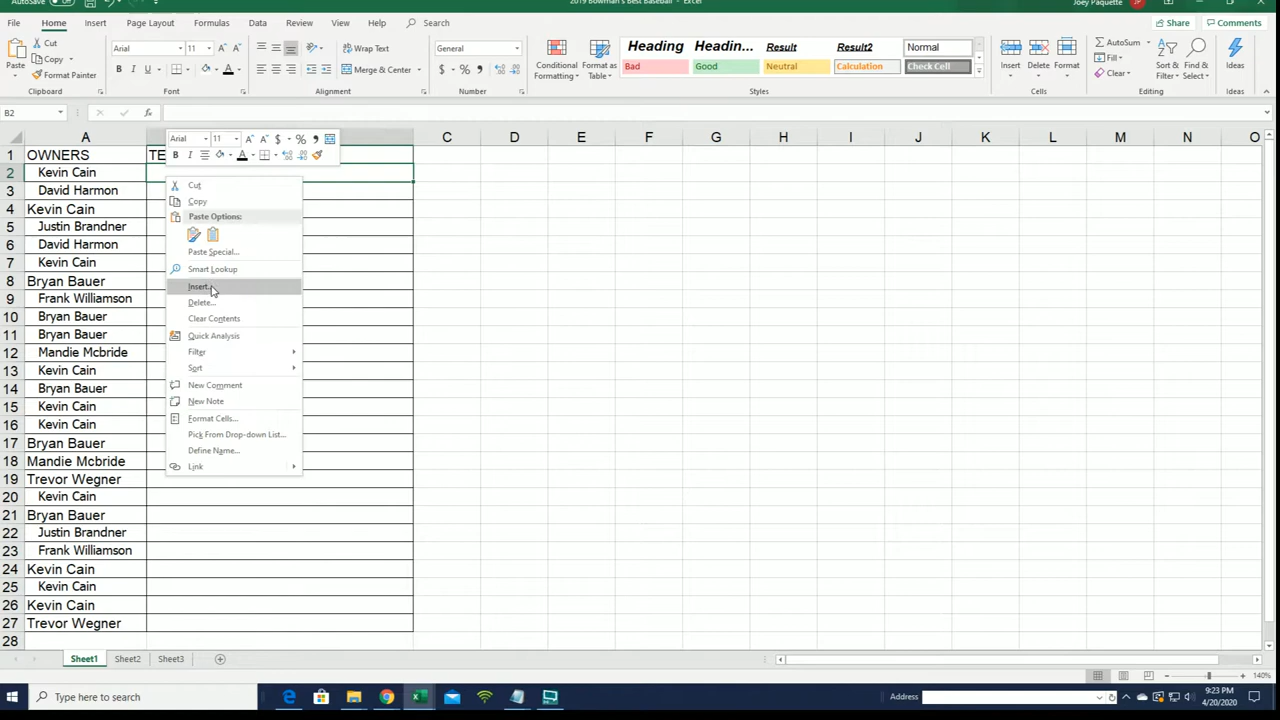 AutoSave Off 2019 Bowman's Best Baseball - Excel Joey Paquette JP
File Home Insert Page Layout Formulas Data Review View Help Search Share Comments
Paste Cut Copy Format Painter Clipboard
Arial 11 B I U Font
Wrap Text Merge & Center Alignment
General $ % , Number
Conditional Formatting Format as Table
Heading Headin... Result Result2 Normal
Bad Good Neutral Calculation Check Cell
Styles
Insert Delete Format Cells
AutoSum Fill Clear Sort & Filter Find & Select Editing
Ideas Ideas
B2 fx
Arial 11 $ % ,
B I A
A C D E F G H I J K L M N O
1 OWNERS TE
2 Kevin Cain
3 David Harmon
4 Kevin Cain
5 Justin Brandner
6 David Harmon
7 Kevin Cain
8 Bryan Bauer
9 Frank Williamson
10 Bryan Bauer
11 Bryan Bauer
12 Mandie Mcbride
13 Kevin Cain
14 Bryan Bauer
15 Kevin Cain
16 Kevin Cain
17 Bryan Bauer
18 Mandie Mcbride
19 Trevor Wegner
20 Kevin Cain
21 Bryan Bauer
22 Justin Brandner
23 Frank Williamson
24 Kevin Cain
25 Kevin Cain
26 Kevin Cain
27 Trevor Wegner
28
Cut
Copy
Paste Options:
Paste Special...
Smart Lookup
Insert...
Delete...
Clear Contents
Quick Analysis
Filter
Sort
New Comment
New Note
Format Cells...
Pick From Drop-down List...
Define Name...
Link
Sheet1 Sheet2 Sheet3
140%
Type here to search
Address
9:23 PM
4/20/2020